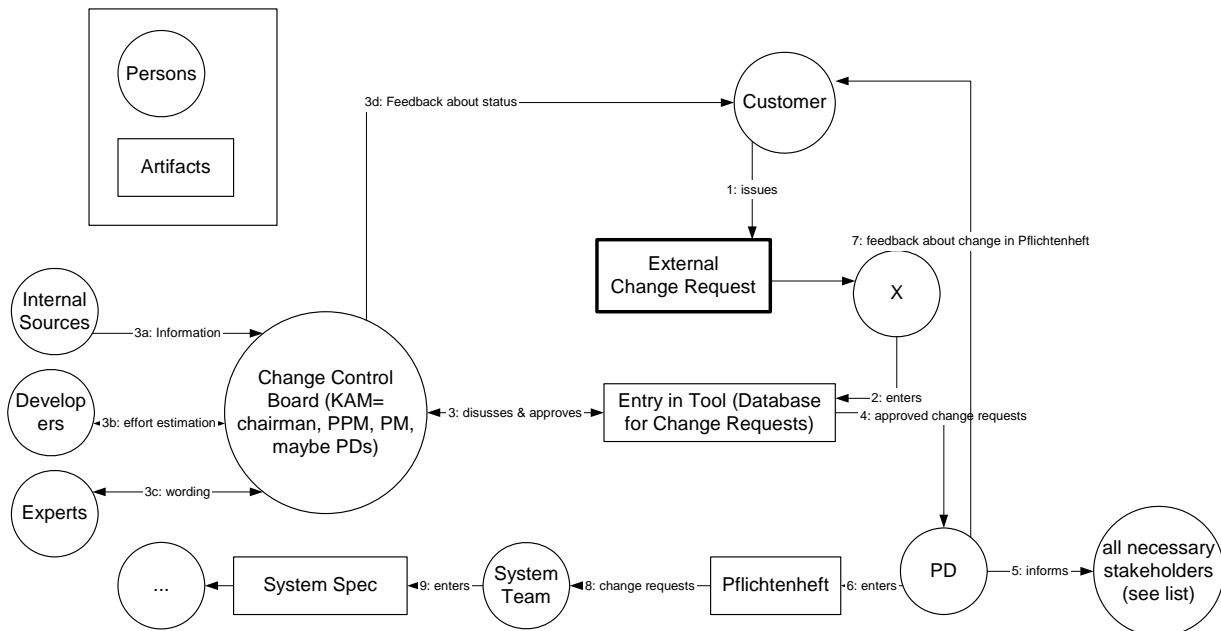 Persons
Artifacts
3d: Feedback about status
Customer
1: issues
7: feedback about change in Pflichtenheft
External
Change Request
X
Internal
Sources
3a: Information
Change Control
Board (KAM=
chairman, PPM, PM,
maybe PDs)
Develop
ers
3b: effort estimation
3: disusses & approves
Entry in Tool (Database
for Change Requests)
2: enters
4: approved change requests
Experts
3c: wording
...
System Spec
9: enters
System
Team
8: change requests
Pflichtenheft
6: enters
PD
5: informs
all necessary
stakeholders
(see list)